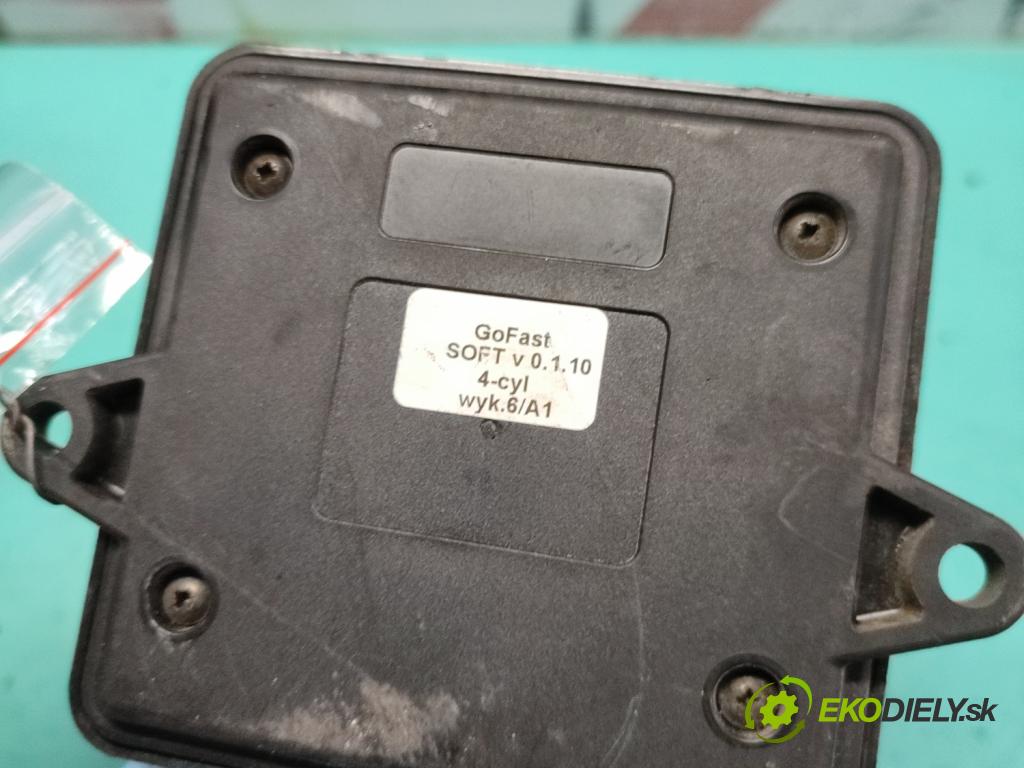 GoFast
SOFT v 0.1.10
4-cyl
wyk.6/A1
EKODIELY.sk